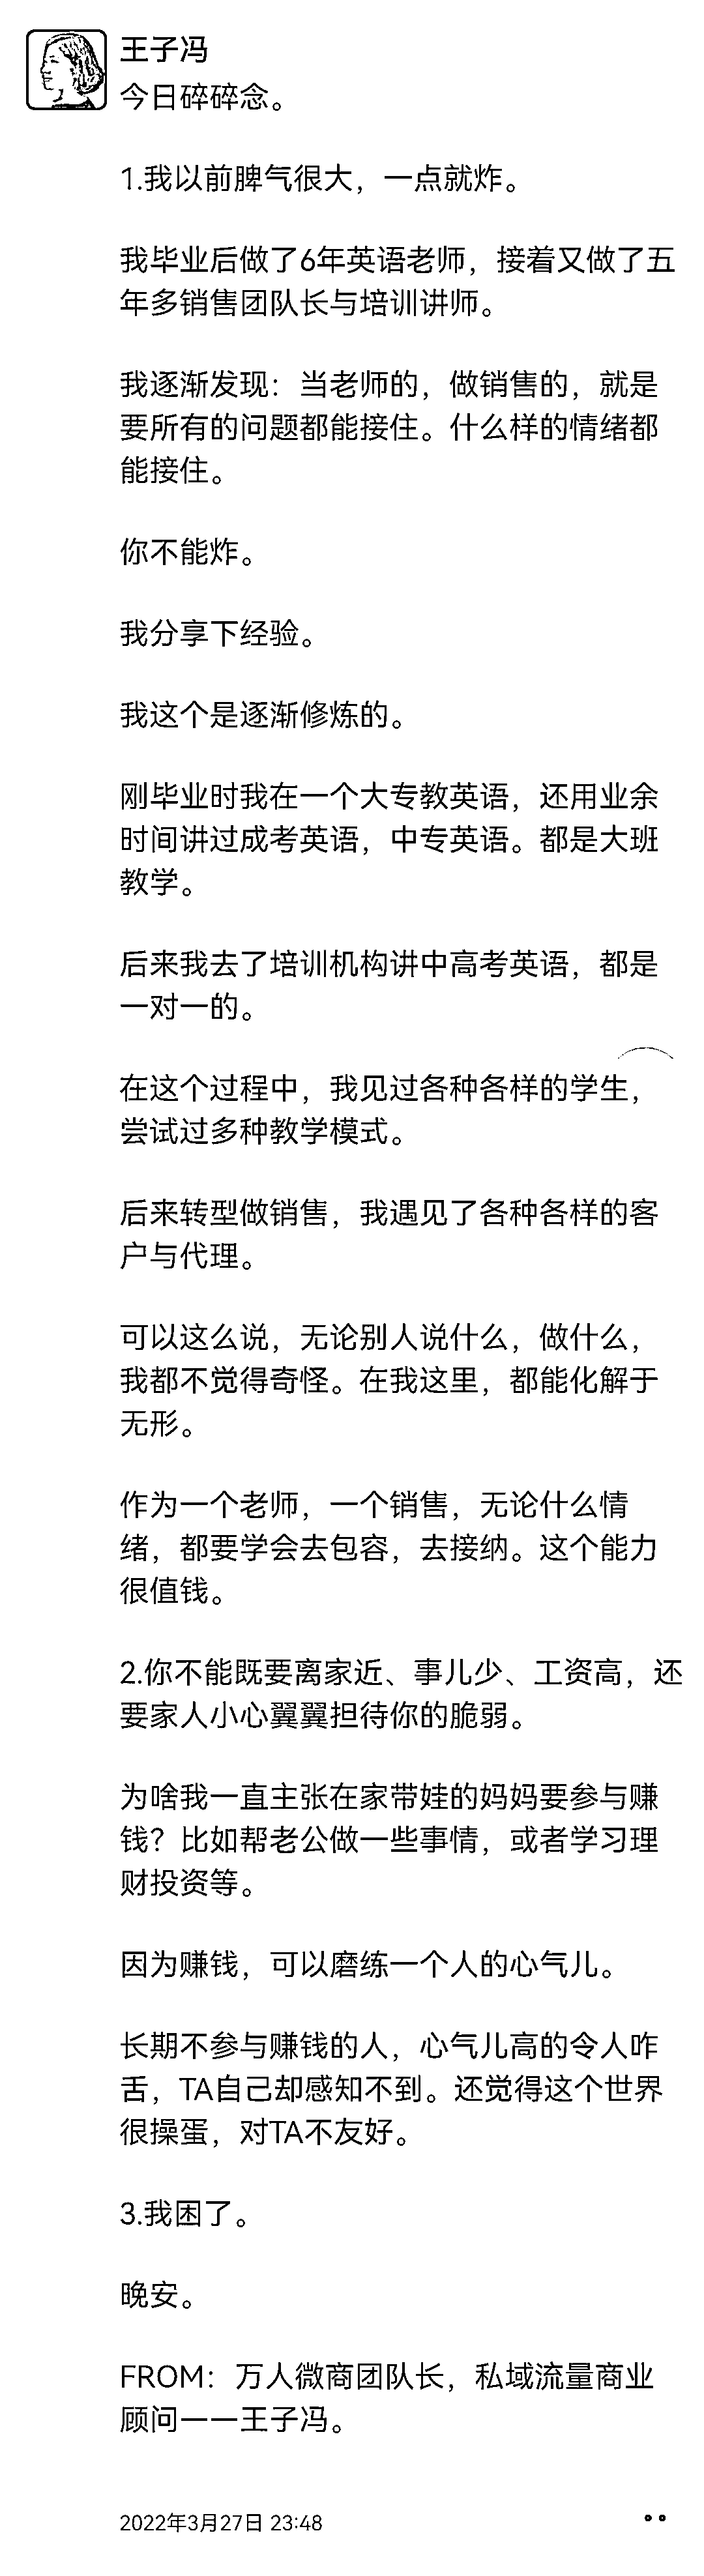 王子冯
今日碎碎念。
1.我以前脾气很大，一点就炸。
我毕业后做了6年英语老师，接着又做了五
年多销售团队长与培训讲师。
我逐渐发现：当老师的，做销售的，就是
要所有的问题都能接住。什么样的情绪都
能接住。
你不能炸。
我分享下经验。
我这个是逐渐修炼的。
刚毕业时我在一个大专教英语，还用业余
时间讲过成考英语，中专英语。都是大班
教学。
后来我去了培训机构讲中高考英语，都是
一对一的。
在这个过程中，我见过各种各样的学生，
尝试过多种教学模式。
后来转型做销售，我遇见了各种各样的客
户与代理。
可以这么说，无论别人说什么，做什么，
我都不觉得奇怪。在我这里，都能化解于
无形。
作为一个老师，一个销售，无论什么情
绪，都要学会去包容，去接纳。这个能力
很值钱。
2.你不能既要离家近、事儿少、工资高，还
要家人小心翼翼担待你的脆弱。
为啥我一直主张在家带娃的妈妈要参与赚
钱？比如帮老公做一些事情，或者学习理
财投资等。
因为赚钱，可以磨练一个人的心气儿。
长期不参与赚钱的人，心气儿高的令人咋
舌，TA自己却感知不到。还觉得这个世界
很操蛋，对TA不友好。
3.我困了。
晚安。
FROM：万人微商团队长，私域流量商业
顾问一一王子冯。
2022年3月27日 23:48